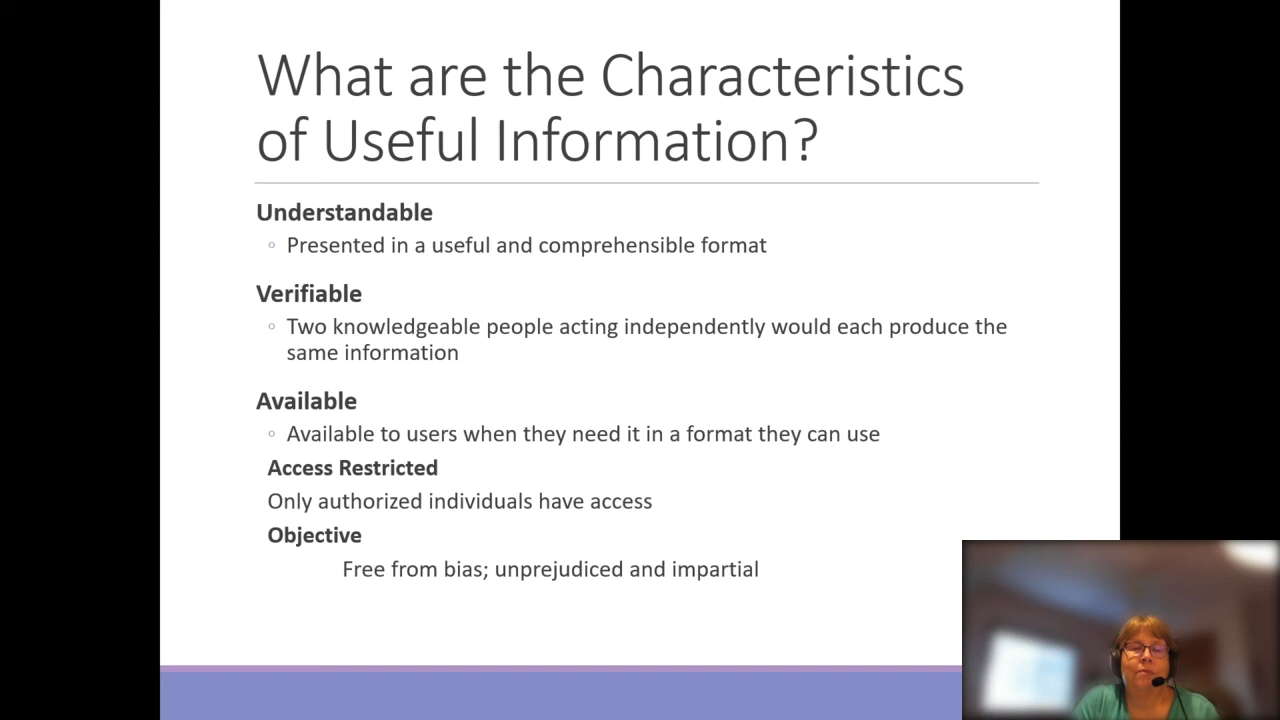 What are the Characteristics
of Useful Information?
Understandable
◦ Presented in a useful and comprehensible format
Verifiable
◦ Two knowledgeable people acting independently would each produce the
same information
Available
◦ Available to users when they need it in a format they can use
Access Restricted
Only authorized individuals have access
Objective
Free from bias; unprejudiced and impartial